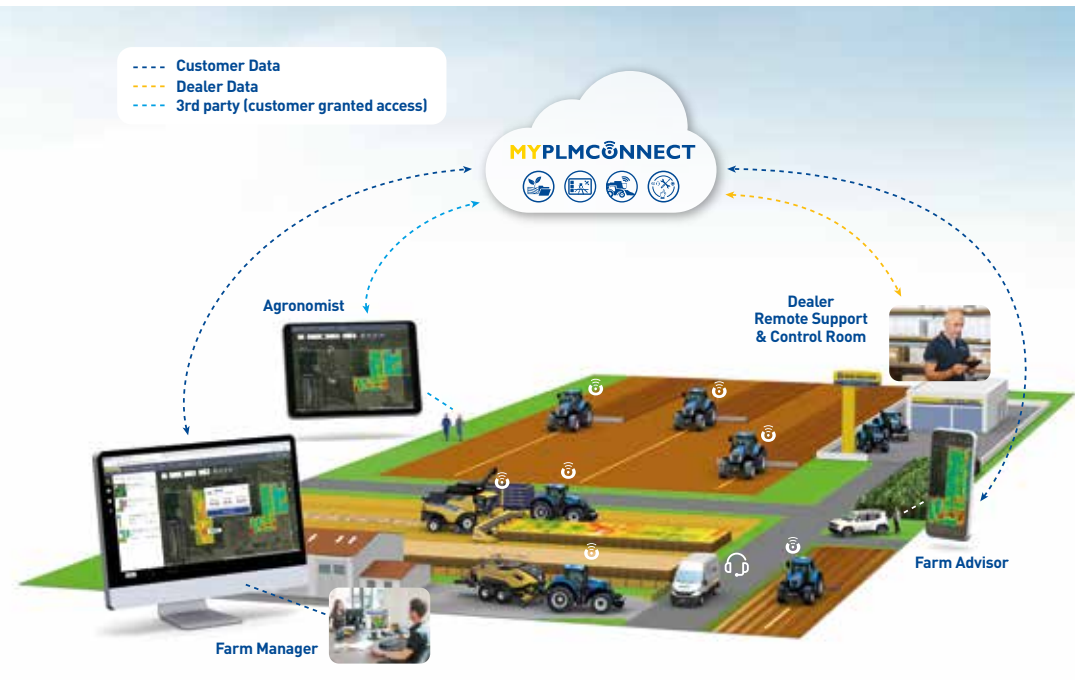 Customer Data
Dealer Data
3rd party (customer granted access)
MYPLMCONNECT
Agronomist
Dealer
Remote Support
& Control Room
Farm Advisor
Farm Manager